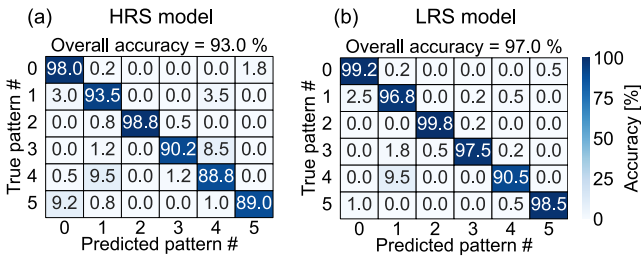 (a) HRS model
Overall accuracy = 93.0 %
0 98.0 0.2 0.0 0.0 0.0 1.8
1 3.0 93.5 0.0 0.0 3.5 0.0
2 0.0 0.8 98.8 0.5 0.0 0.0
3 0.0 1.2 0.0 90.2 8.5 0.0
4 0.5 9.5 0.0 1.2 88.8 0.0
5 9.2 0.8 0.0 0.0 1.0 89.0
0 1 2 3 4 5
Predicted pattern #
True pattern #
(b) LRS model
Overall accuracy = 97.0 %
0 99.2 0.2 0.0 0.0 0.0 0.5
1 2.5 96.8 0.0 0.2 0.5 0.0
2 0.0 0.0 99.8 0.2 0.0 0.0
3 0.0 1.8 0.5 97.5 0.2 0.0
4 0.0 9.5 0.0 0.0 90.5 0.0
5 1.0 0.0 0.0 0.0 0.5 98.5
0 1 2 3 4 5
Predicted pattern #
True pattern #
100
75
50
25
0
Accuracy [%]